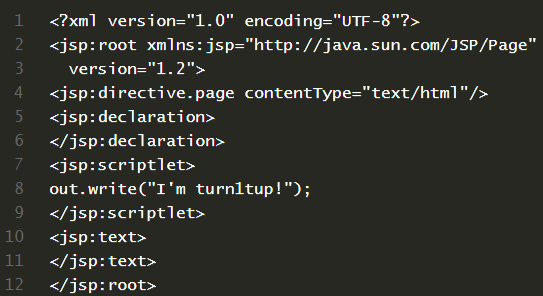 1 <?xml version="1.0" encoding="UTF-8"?>
2 <jsp:root xmlns:jsp="http://java.sun.com/JSP/Page"
3   version="1.2">
4 <jsp:directive.page contentType="text/html"/>
5 <jsp:declaration>
6 </jsp:declaration>
7 <jsp:scriptlet>
8 out.write("I'm turn1tup!");
9 </jsp:scriptlet>
10 <jsp:text>
11 </jsp:text>
12 </jsp:root>